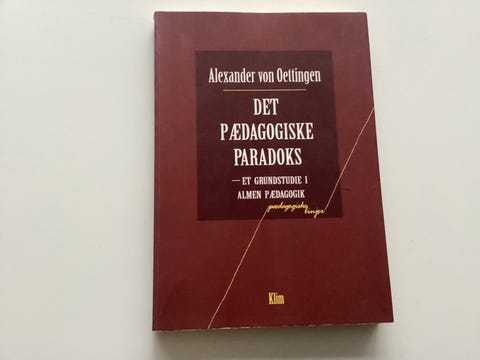 Alexander von Oettingen
DET
PÆDAGOGISKE
PARADOKS
— ET GRUNDSTUDIE I
ALMEN PÆDAGOGIK
pædagogiske linjer
Klim